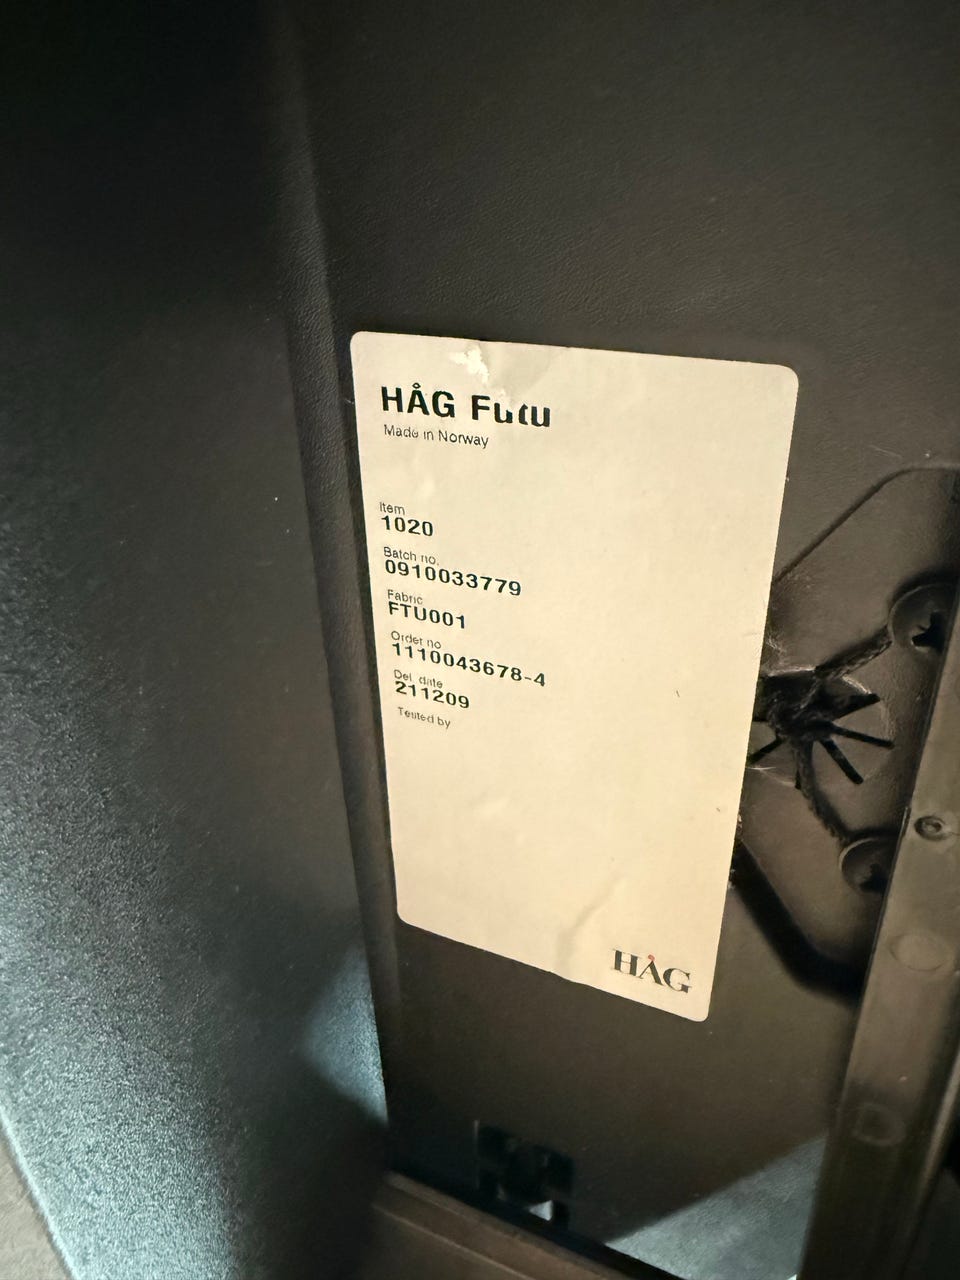 HÅG Futu
Made in Norway
Item
1020
Batch no.
0910033779
Fabric
FTU001
Order no
1110043678-4
Del. date
211209
Tested by
HÅG